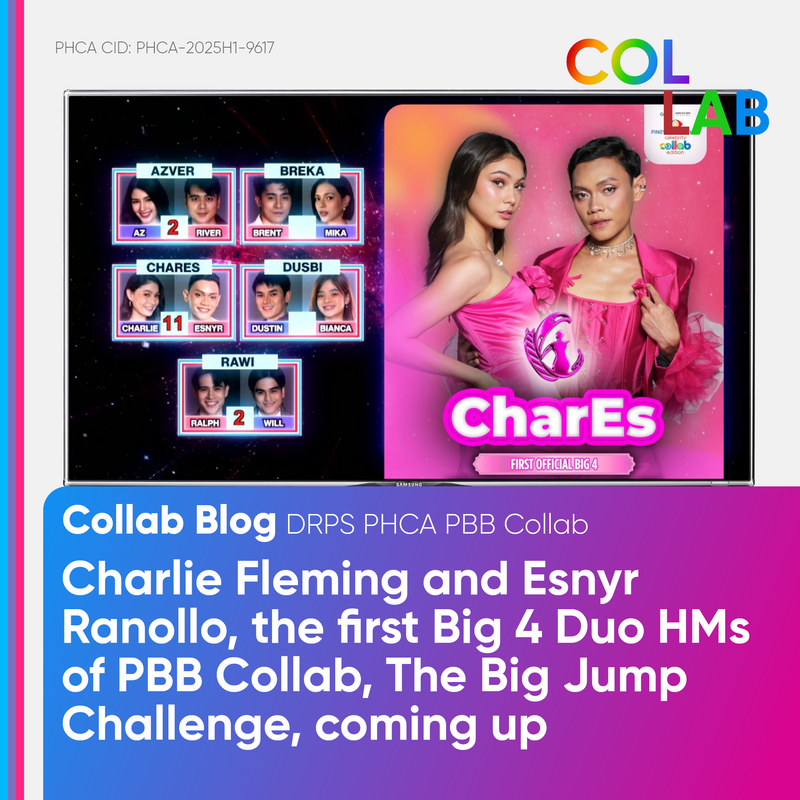 PHCA CID: PHCA-2025H1-9617
COL
LAB
AZVER
AZ 2 RIVER
BREKA
BRENT MIKA
CHARES
CHARLIE 11 ESNYR
DUSBI
DUSTIN BIANCA
RAWI
RALPH 2 WILL
celebrity
collab
edition
CharEs
FIRST OFFICIAL BIG 4
SAMSUNG
Collab Blog DRPS PHCA PBB Collab
Charlie Fleming and Esnyr
Ranollo, the first Big 4 Duo HMs
of PBB Collab, The Big Jump
Challenge, coming up